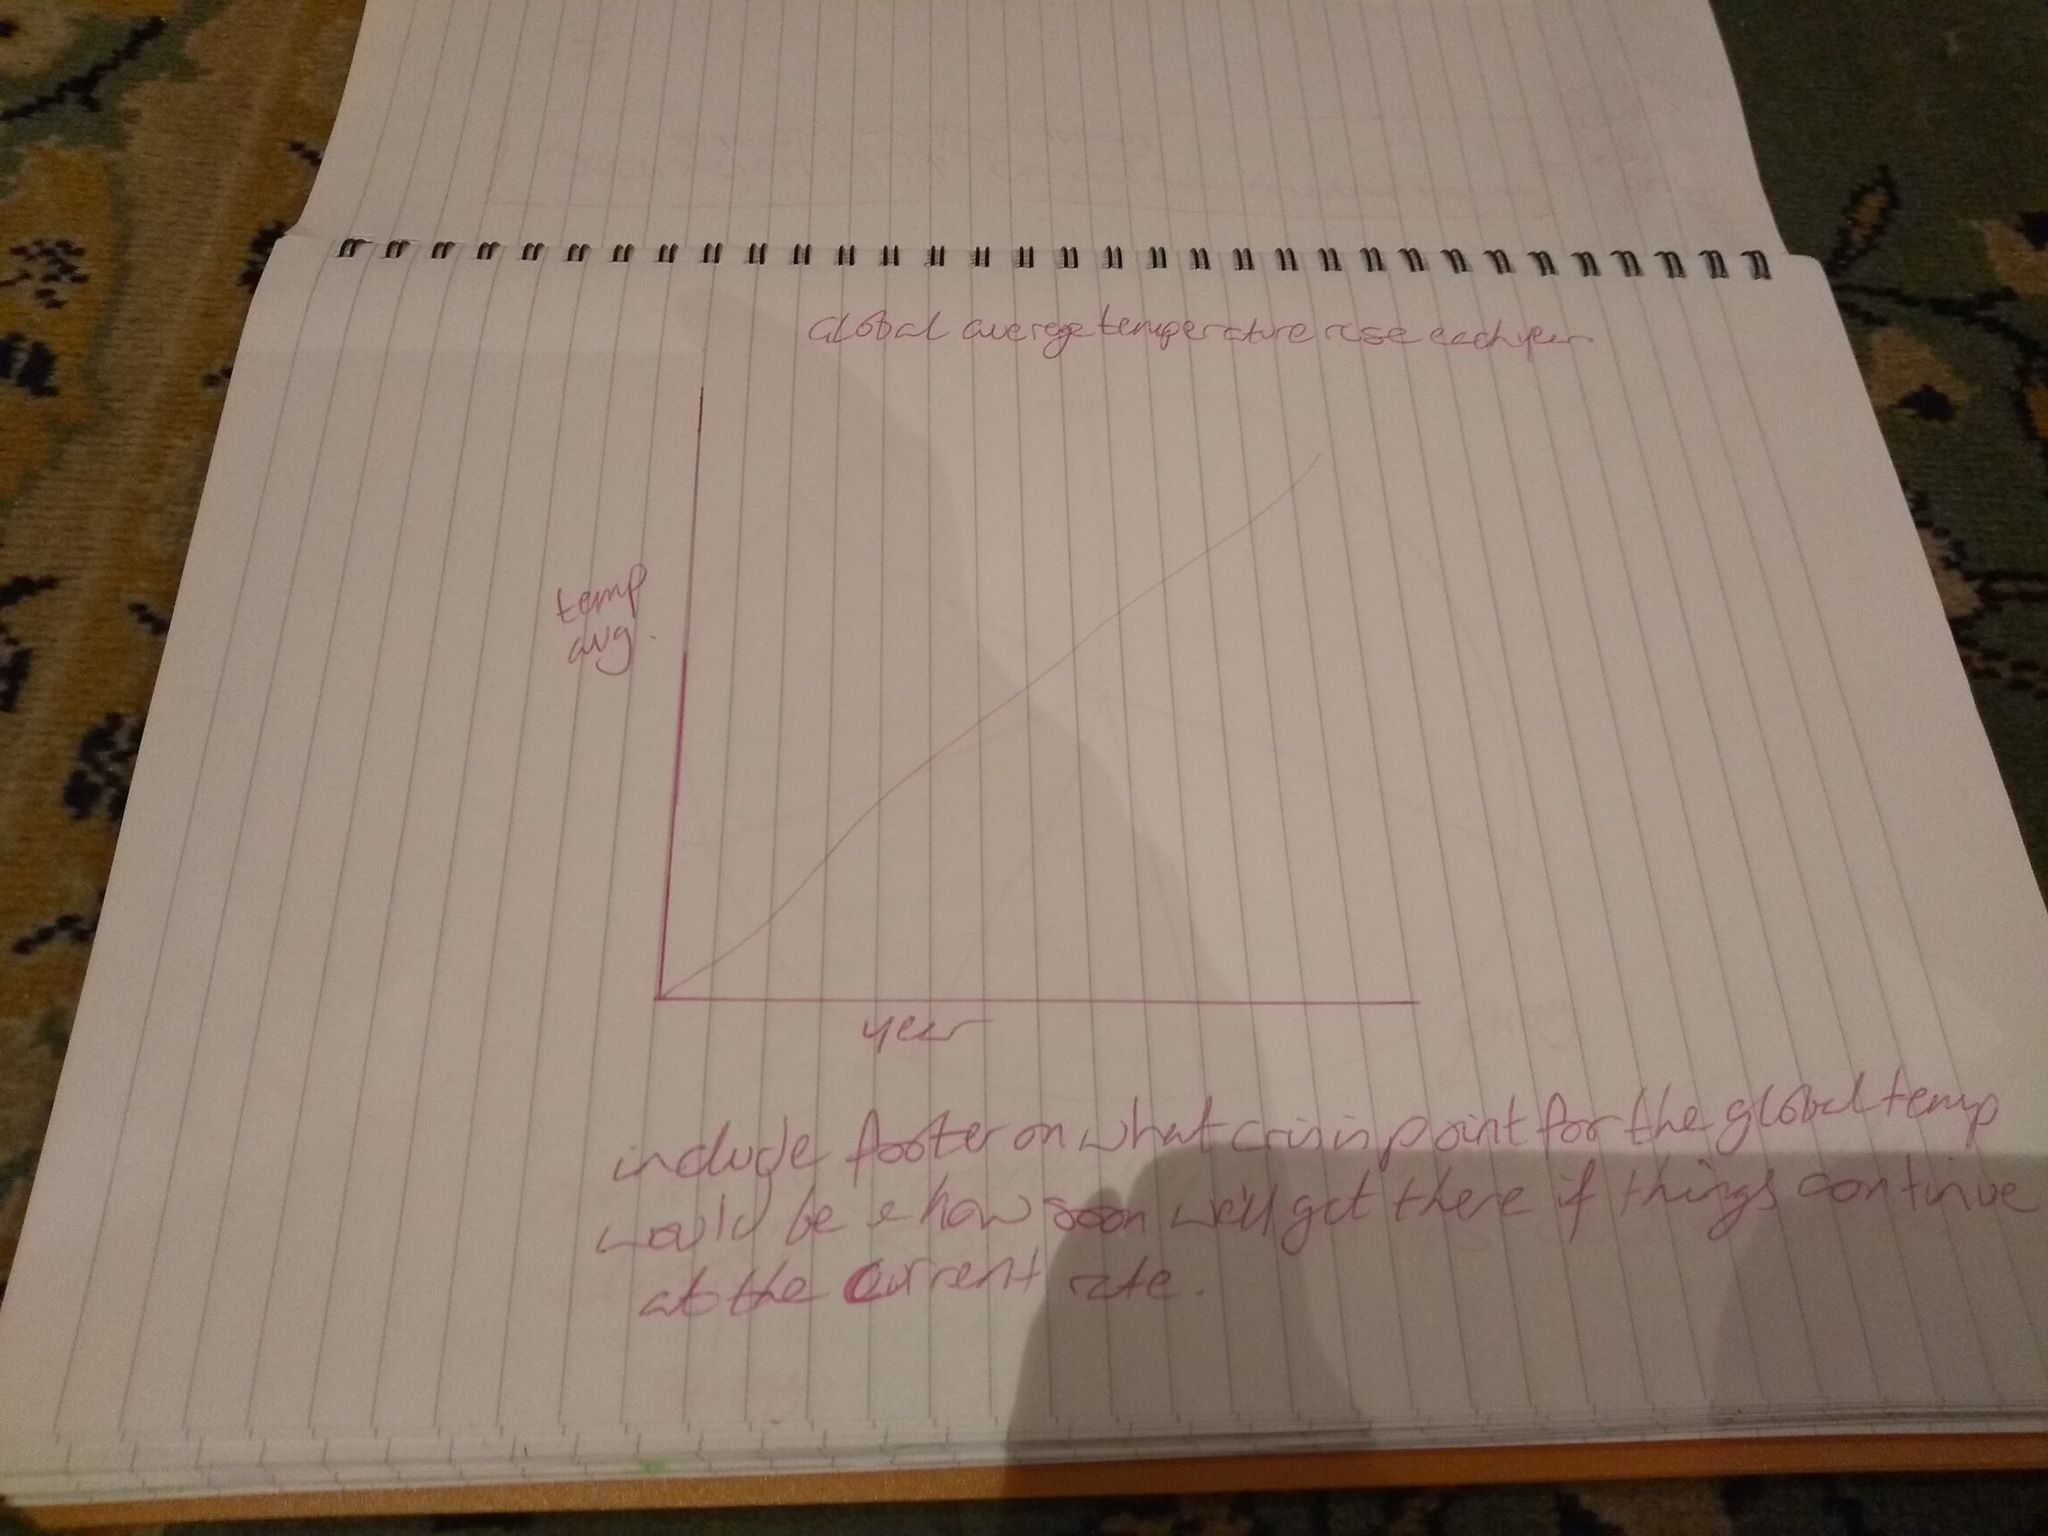 Global average temperature rise each year
temp
avg.
year
include footer on what crisis point for the global temp
would be & how soon we'll get there if things continue
at the current rate.